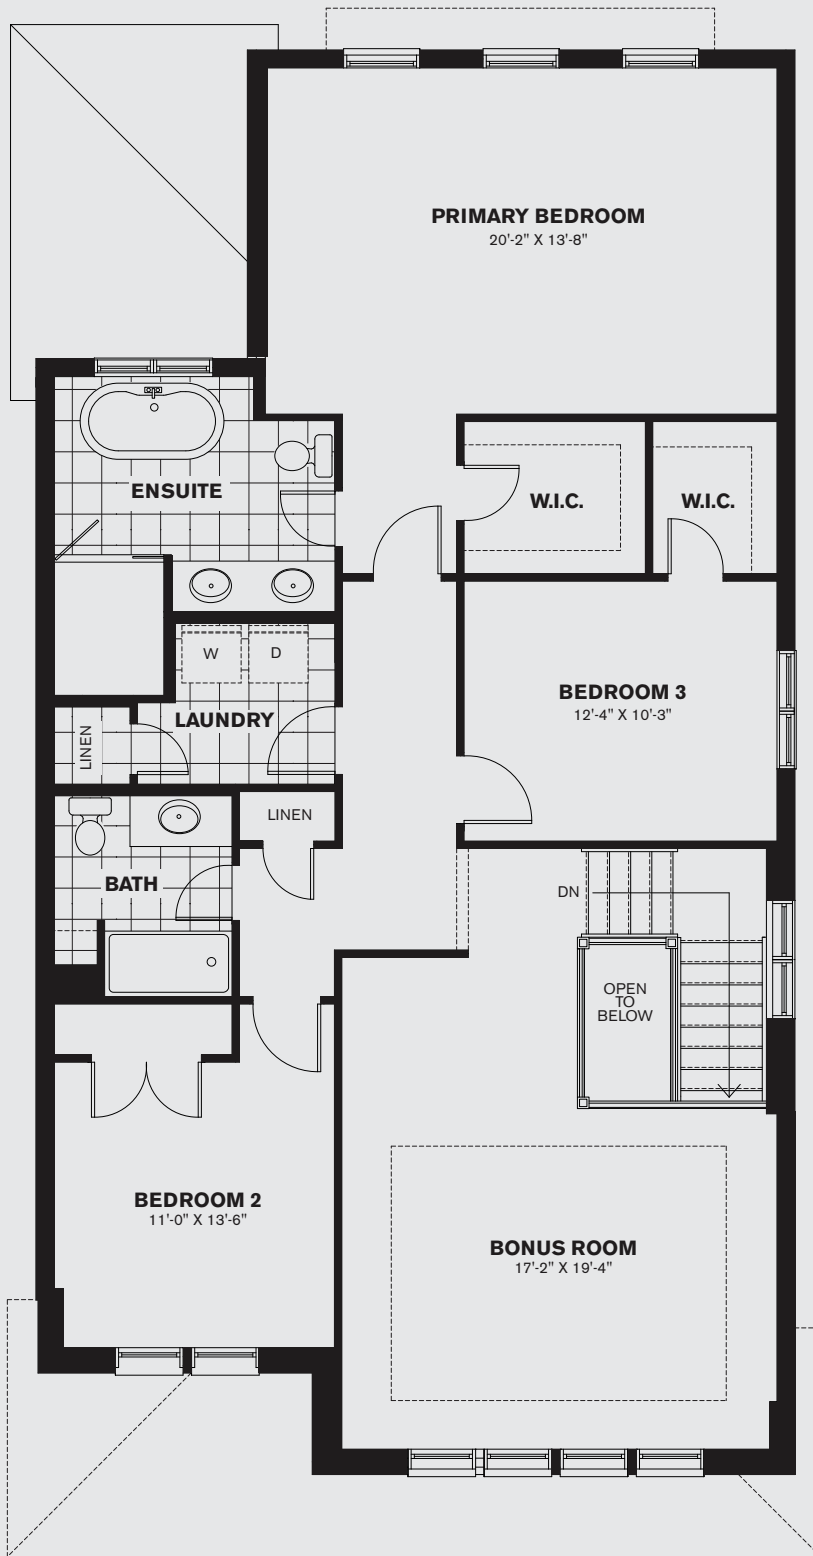 PRIMARY BEDROOM
20'-2" X 13'-8"
ENSUITE
W.I.C.
W.I.C.
W
D
LAUNDRY
LINEN
BEDROOM 3
12'-4" X 10'-3"
LINEN
BATH
DN
OPEN
TO
BELOW
BEDROOM 2
11'-0" X 13'-6"
BONUS ROOM
17'-2" X 19'-4"